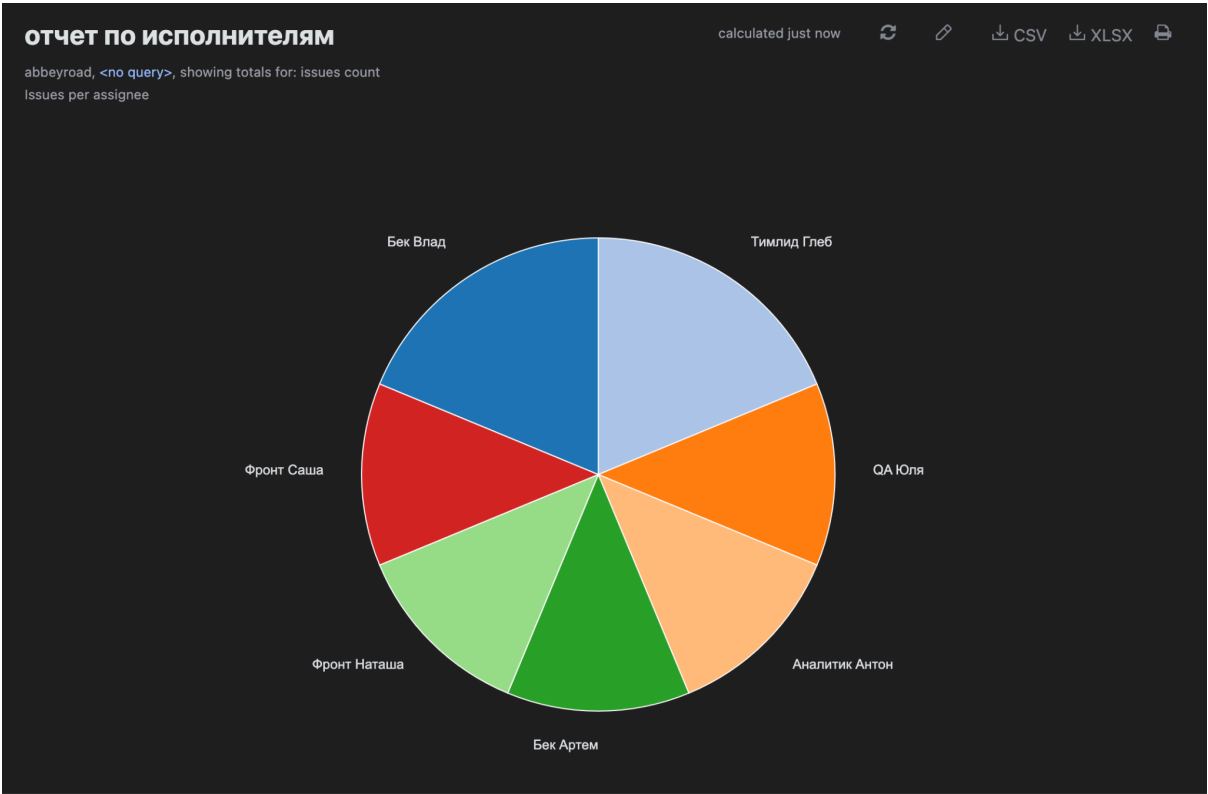 отчет по исполнителям
calculated just now
CSV
XLSX
abbeyroad, <no query>, showing totals for: issues count
Issues per assignee
Бек Влад
Тимлид Глеб
Фронт Саша
QA Юля
Фронт Наташа
Аналитик Антон
Бек Артем